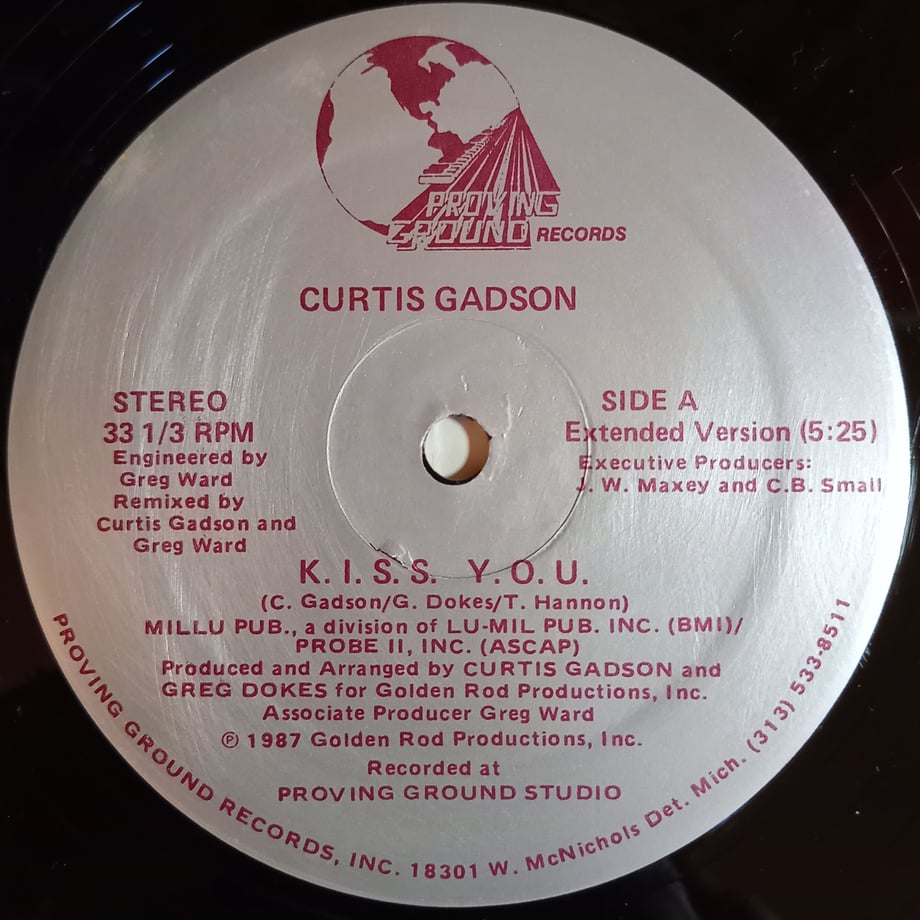 PROVING
GROUND RECORDS
CURTIS GADSON
STEREO
33 1/3 RPM
Engineered by
Greg Ward
Remixed by
Curtis Gadson and
Greg Ward
SIDE A
Extended Version (5:25)
Executive Producers:
J. W. Maxey and C.B. Small
K. I. S. S. Y. O. U.
(C. Gadson/G. Dokes/T. Hannon)
MILLU PUB., a division of LU-MIL PUB. INC. (BMI)/
PROBE II, INC. (ASCAP)
Produced and Arranged by CURTIS GADSON and
GREG DOKES for Golden Rod Productions, Inc.
Associate Producer Greg Ward
℗ 1987 Golden Rod Productions, Inc.
Recorded at
PROVING GROUND STUDIO
PROVING GROUND RECORDS, INC. 18301 W. McNichols Det. Mich. (313) 533-8511